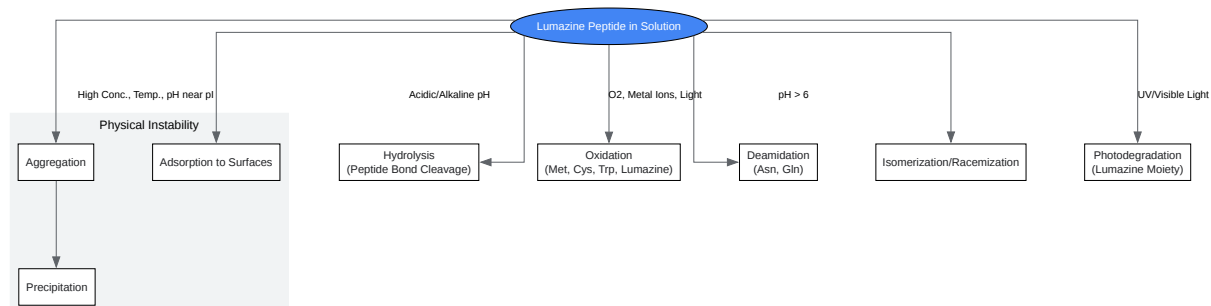 Lumazine Peptide in Solution
High Conc., Temp., pH near pI
Acidic/Alkaline pH
O2, Metal Ions, Light
pH > 6
UV/Visible Light
Physical Instability
Aggregation
Adsorption to Surfaces
Hydrolysis
(Peptide Bond Cleavage)
Oxidation
(Met, Cys, Trp, Lumazine)
Deamidation
(Asn, Gln)
Isomerization/Racemization
Photodegradation
(Lumazine Moiety)
Precipitation